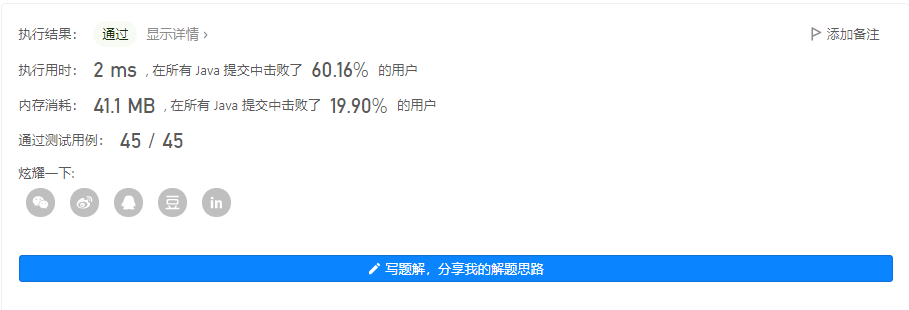 执行结果： 通过 显示详情 › 添加备注
执行用时： 2 ms , 在所有 Java 提交中击败了 60.16% 的用户
内存消耗： 41.1 MB , 在所有 Java 提交中击败了 19.90% 的用户
通过测试用例： 45 / 45
炫耀一下:
豆 in
写题解，分享我的解题思路